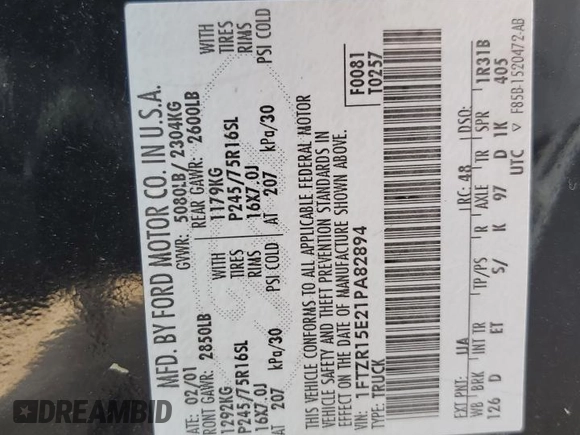 MFD. BY FORD MOTOR CO. IN U.S.A.
DATE: 02/01 GVWR: 5080LB/ 2304KG
FRONT GAWR: 2850LB REAR GAWR: 2600LB
1292KG WITH 1179KG WITH
P245/75R16SL TIRES P245/75R16SL TIRES
16X7.0J RIMS 16X7.0J RIMS
AT 207 kPa/30 PSI COLD AT 207 kPa/30 PSI COLD
THIS VEHICLE CONFORMS TO ALL APPLICABLE FEDERAL MOTOR
VEHICLE SAFETY AND THEFT PREVENTION STANDARDS IN
EFFECT ON THE DATE OF MANUFACTURE SHOWN ABOVE.
VIN: 1FTZR15E21PA82894
TYPE: TRUCK
F0081
T0257
EXT PNT: UA RC: 48 DSO:
WB BRK INT TR TP/PS R AXLE TR SPR
126 D ET S/ K 97 D 1K
1R31B
405
UTC ▽ F85B-1520472-AB
DREAMBID